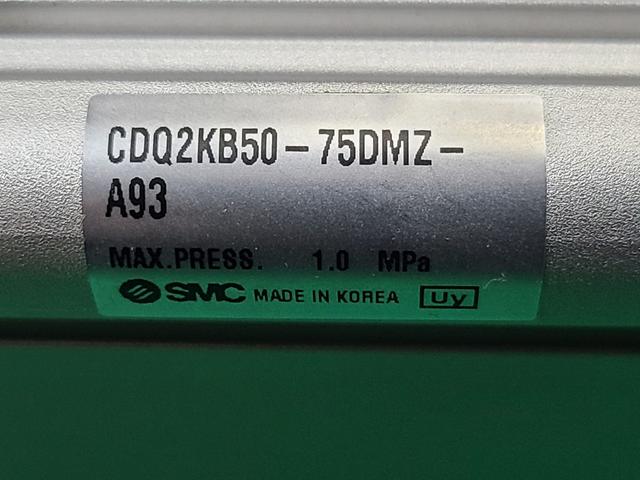 CDQ2KB50-75DMZ-
A93
MAX.PRESS. 1.0 MPa
SMC MADE IN KOREA Uy